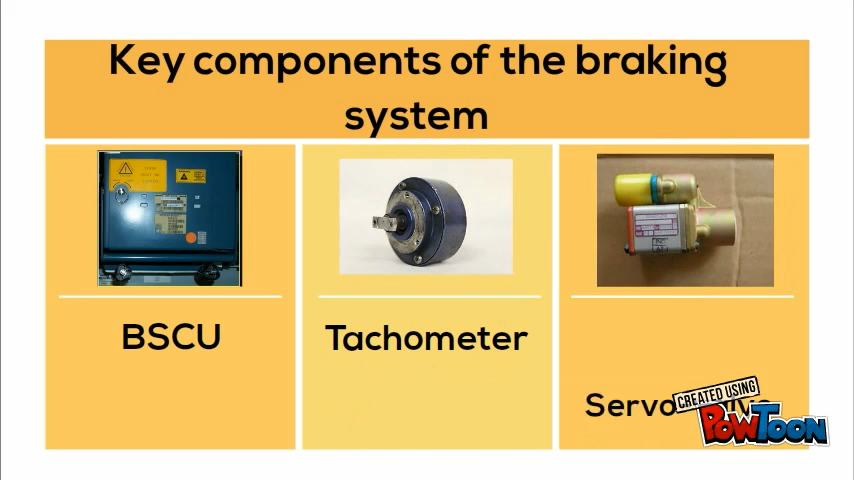 Key components of the braking
system
BSCU
Tachometer
Servo
CREATED USING
POWTOON